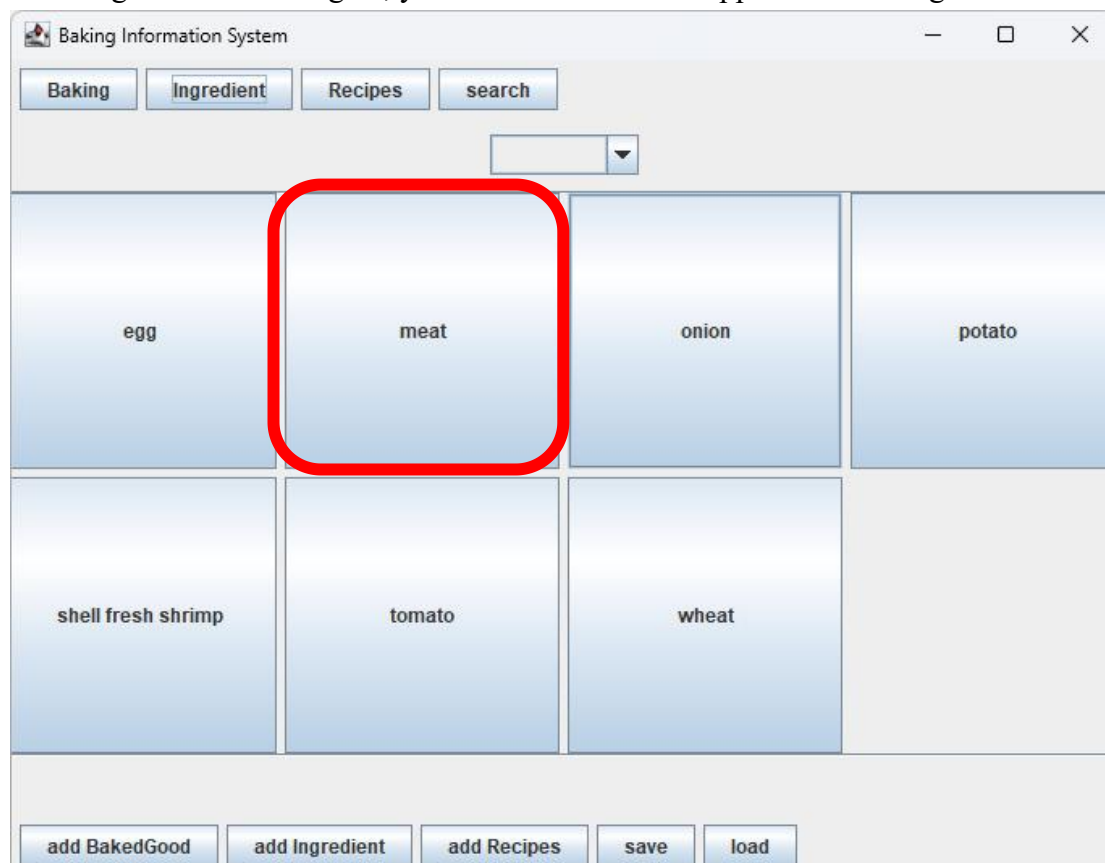 Baking Information System
Baking Ingredient Recipes search
egg meat onion potato
shell fresh shrimp tomato wheat
add BakedGood add Ingredient add Recipes save load